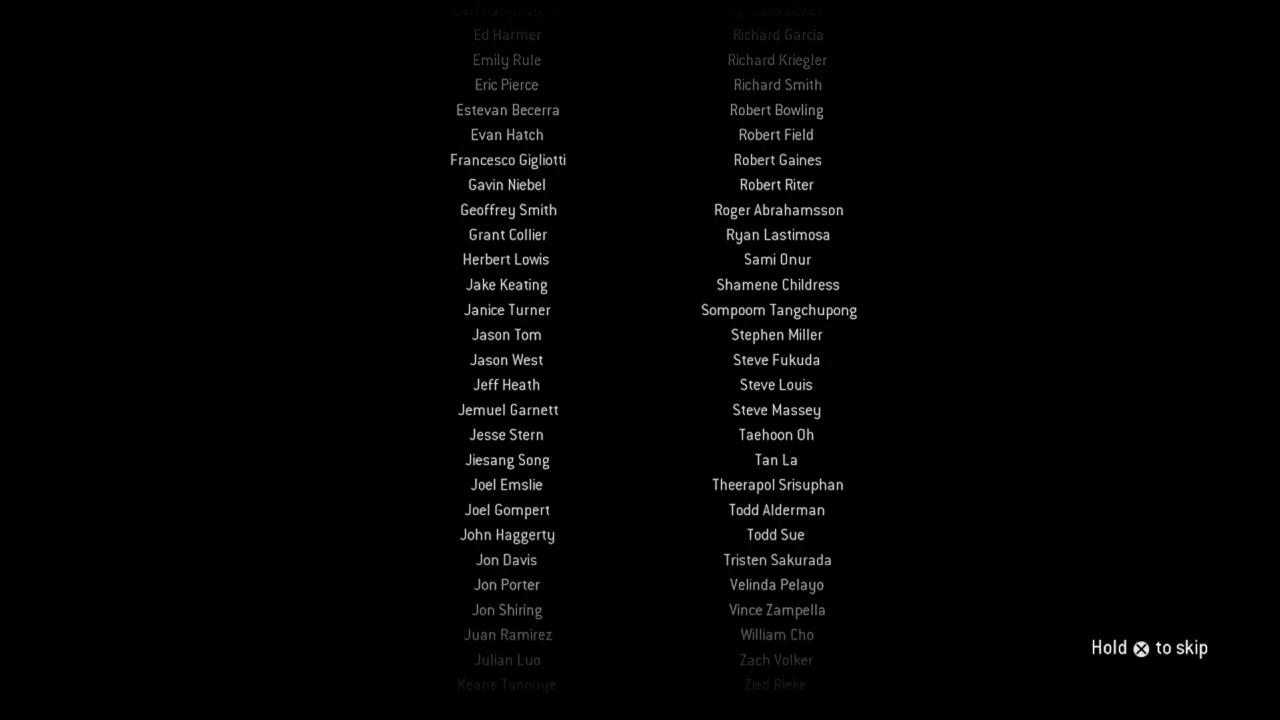 Ed Harmer
Emily Rule
Eric Pierce
Estevan Becerra
Evan Hatch
Francesco Gigliotti
Gavin Niebel
Geoffrey Smith
Grant Collier
Herbert Lowis
Jake Keating
Janice Turner
Jason Tom
Jason West
Jeff Heath
Jemuel Garnett
Jesse Stern
Jiesang Song
Joel Emslie
Joel Gompert
John Haggerty
Jon Davis
Jon Porter
Jon Shiring
Juan Ramirez
Julian Luo
Keane Tanouye
Richard Garcia
Richard Kriegler
Richard Smith
Robert Bowling
Robert Field
Robert Gaines
Robert Riter
Roger Abrahamsson
Ryan Lastimosa
Sami Onur
Shamene Childress
Sompoom Tangchupong
Stephen Miller
Steve Fukuda
Steve Louis
Steve Massey
Taehoon Oh
Tan La
Theerapol Srisuphan
Todd Alderman
Todd Sue
Tristen Sakurada
Velinda Pelayo
Vince Zampella
William Cho
Zach Volker
Zied Rieke
Hold ⊗ to skip